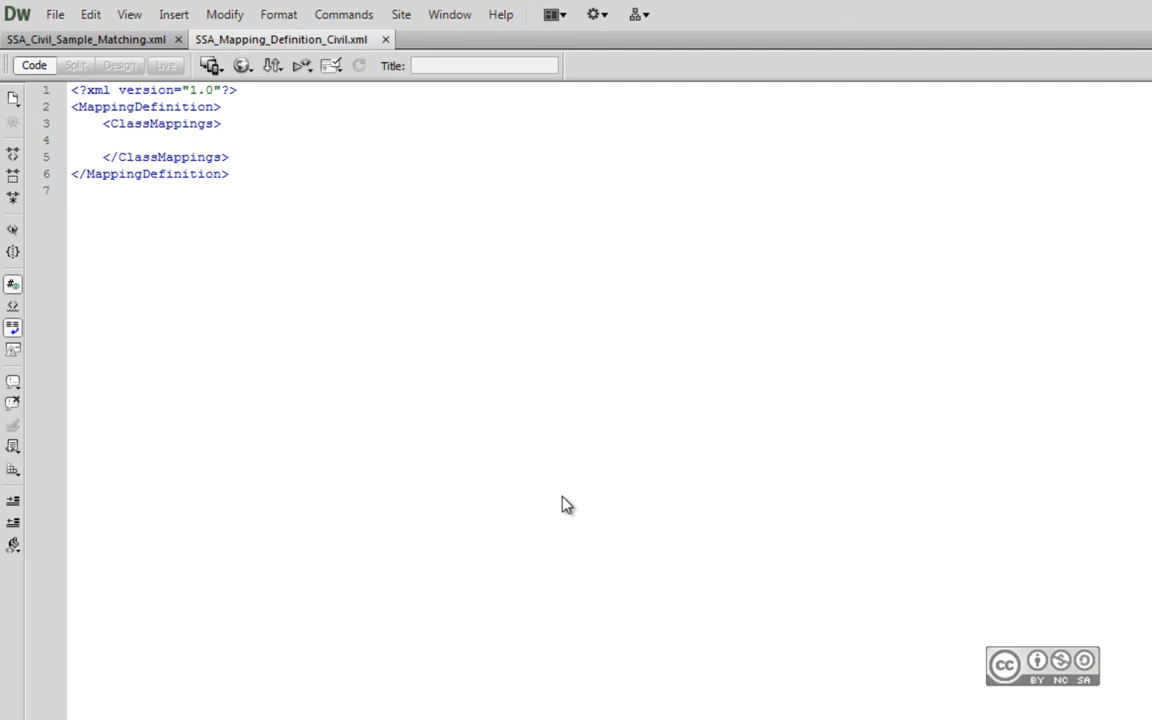 Dw File Edit View Insert Modify Format Commands Site Window Help
SSA_Civil_Sample_Matching.xml SSA_Mapping_Definition_Civil.xml
Code Split Design Live Title:
1 <?xml version="1.0"?>
2 <MappingDefinition>
3 <ClassMappings>
4
5 </ClassMappings>
6 </MappingDefinition>
7
cc
BY NC SA